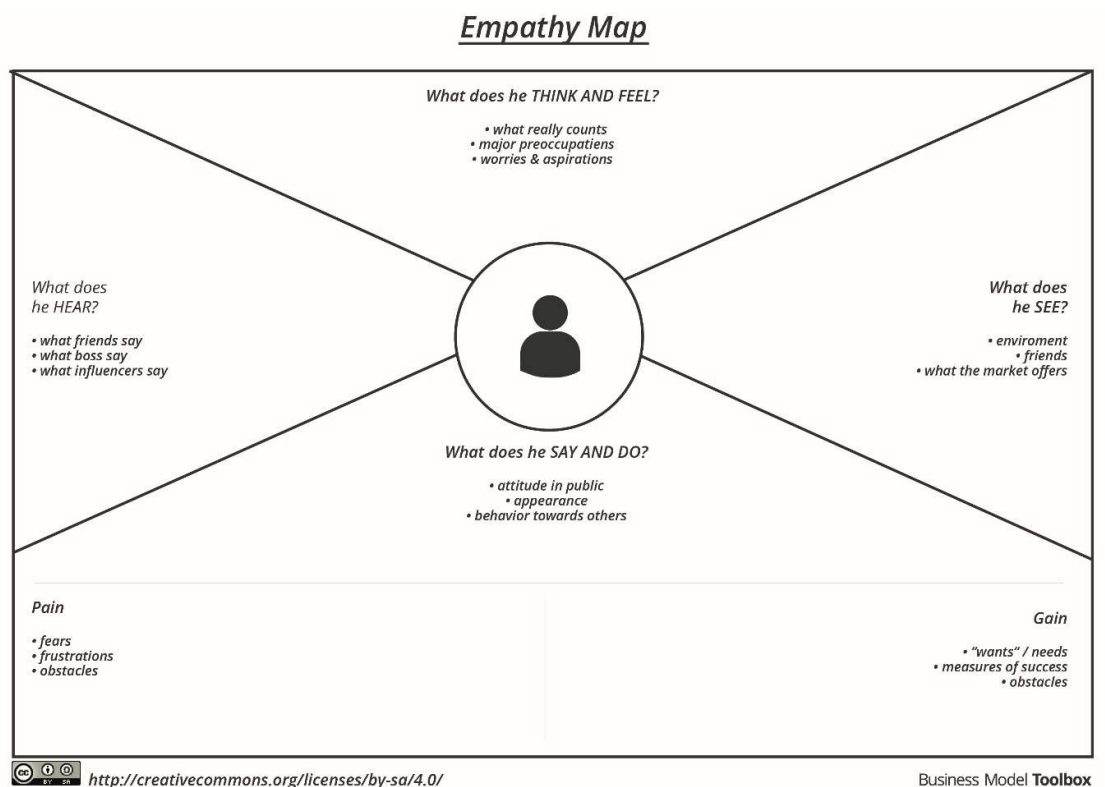 Empathy Map
What does he THINK AND FEEL?
• what really counts
• major preoccupatiens
• worries & aspirations
What does
he HEAR?
• what friends say
• what boss say
• what influencers say
What does
he SEE?
• enviroment
• friends
• what the market offers
What does he SAY AND DO?
• attitude in public
• appearance
• behavior towards others
Pain
• fears
• frustrations
• obstacles
Gain
• "wants" / needs
• measures of success
• obstacles
cc BY SA
http://creativecommons.org/licenses/by-sa/4.0/
Business Model Toolbox